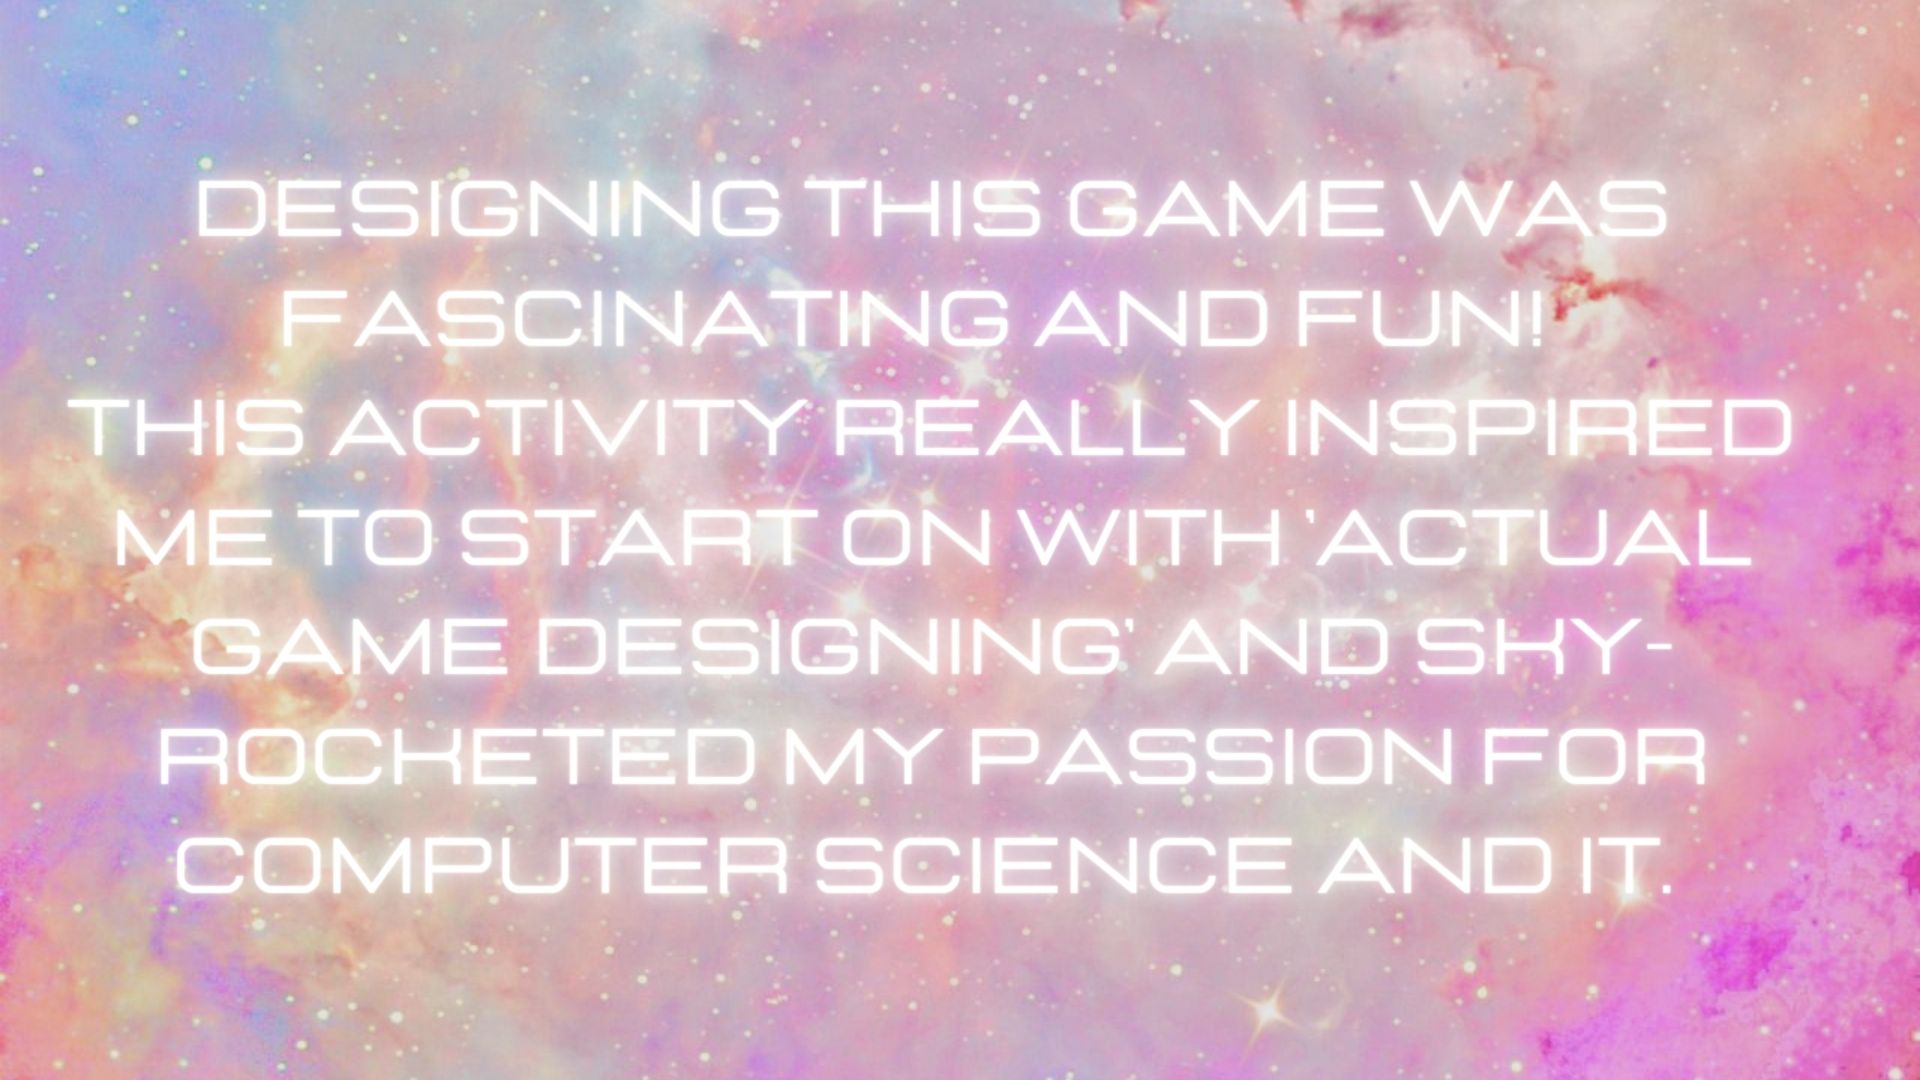 DESIGNING THIS GAME WAS
FASCINATING AND FUN!
THIS ACTIVITY REALLY INSPIRED
ME TO START ON WITH 'ACTUAL
GAME DESIGNING' AND SKY-
ROCKETED MY PASSION FOR
COMPUTER SCIENCE AND IT.